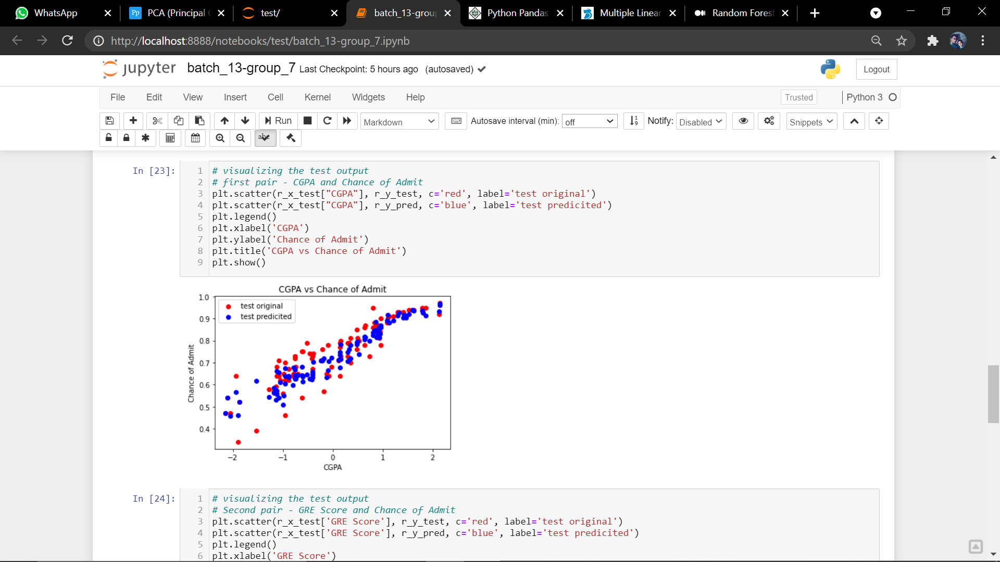 WhatsApp
PCA (Principal
test/
batch_13-group
Python Pandas
Multiple Linear
Random Forest
http://localhost:8888/notebooks/test/batch_13-group_7.ipynb
jupyter batch_13-group_7 Last Checkpoint: 5 hours ago (autosaved)
Logout
File Edit View Insert Cell Kernel Widgets Help
Trusted
Python 3
Run
Markdown
Autosave interval (min): off
Notify: Disabled
Snippets
abc
In [23]:
1 # visualizing the test output
2 # first pair - CGPA and Chance of Admit
3 plt.scatter(r_x_test["CGPA"], r_y_test, c='red', label='test original')
4 plt.scatter(r_x_test["CGPA"], r_y_pred, c='blue', label='test predicited')
5 plt.legend()
6 plt.xlabel('CGPA')
7 plt.ylabel('Chance of Admit')
8 plt.title('CGPA vs Chance of Admit')
9 plt.show()
CGPA vs Chance of Admit
test original
test predicited
1.0
0.9
0.8
0.7
0.6
0.5
0.4
Chance of Admit
−2 −1 0 1 2
CGPA
In [24]:
1 # visualizing the test output
2 # Second pair - GRE Score and Chance of Admit
3 plt.scatter(r_x_test['GRE Score'], r_y_test, c='red', label='test original')
4 plt.scatter(r_x_test['GRE Score'], r_y_pred, c='blue', label='test predicited')
5 plt.legend()
6 plt.xlabel('GRE Score')